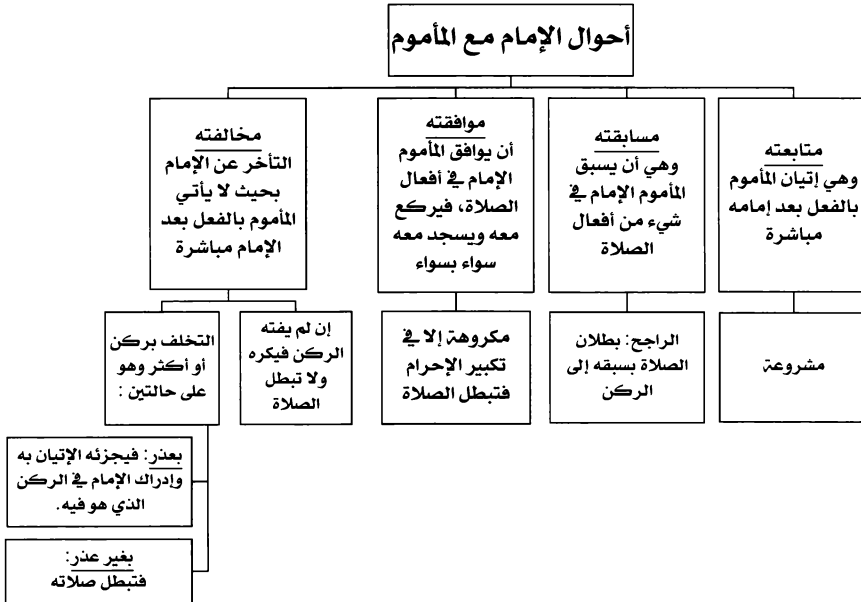 أحوال الإمام مع المأموم
متابعته
وهي إتيان المأموم
بالفعل بعد إمامه
مباشرة
مشروعة
مسابقته
وهي أن يسبق
المأموم الإمام في
شيء من أفعال
الصلاة
الراجح: بطلان
الصلاة بسبقه إلى
الركن
موافقته
أن يوافق المأموم
الإمام في أفعال
الصلاة، فيركع
معه ويسجد معه
سواء بسواء
مكروهة إلا في
تكبير الإحرام
فتبطل الصلاة
مخالفته
التأخر عن الإمام
بحيث لا يأتي
المأموم بالفعل بعد
الإمام مباشرة
إن لم يفته
الركن فيكره
ولا تبطل
الصلاة
التخلف بركن
أو أكثر وهو
على حالتين :
بعذر: فيجزئه الإتيان به
وإدراك الإمام في الركن
الذي هو فيه.
بغير عذر:
فتبطل صلاته